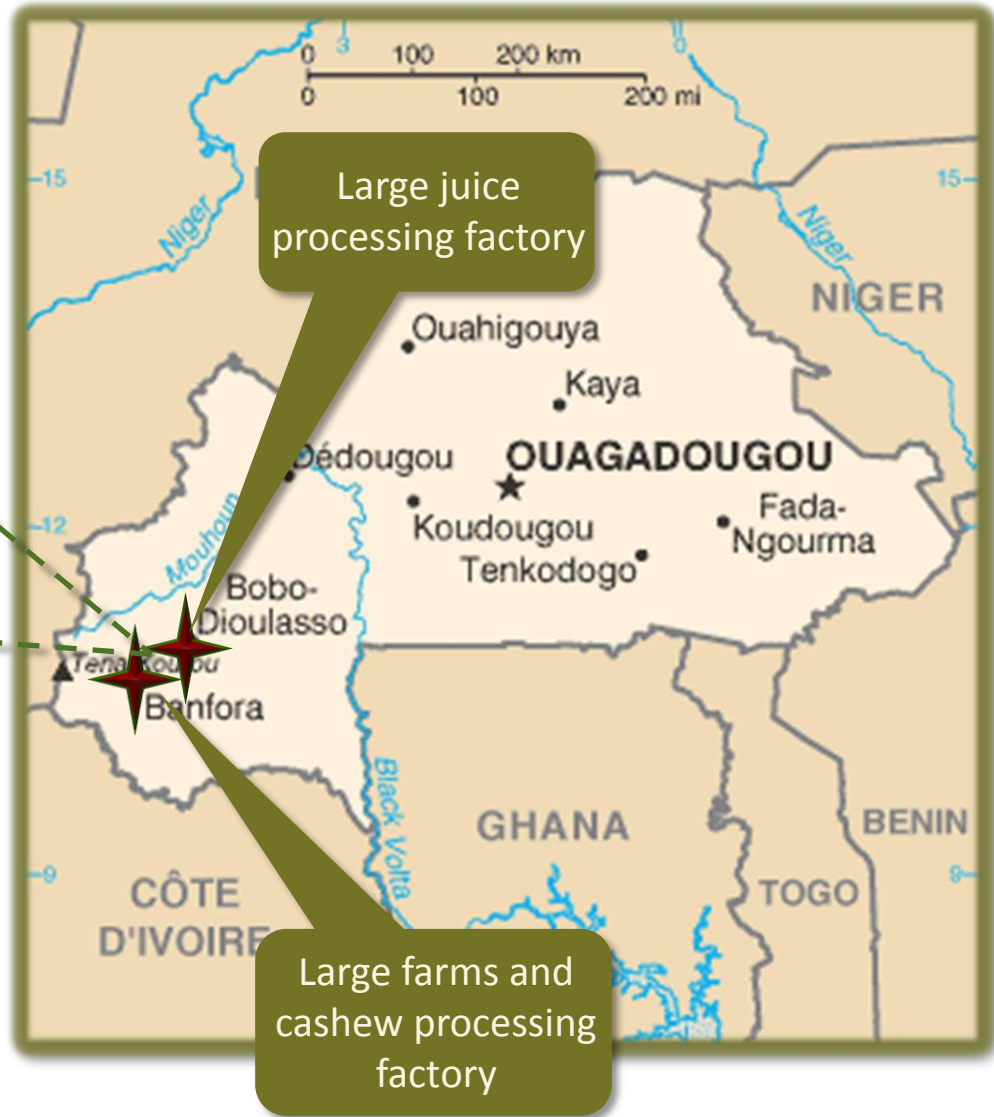 3
0
0 100 200 km
0 100 200 mi
15
15
Large juice
processing factory
Niger
Niger
NIGER
Ouahigouya
Kaya
Dédougou
OUAGADOUGOU
Koudougou
Fada-
Ngourma
Tenkodogo
12
Mouhoun
Bobo-
Dioulasso
Banfora
Black Volta
GHANA
BENIN
TOGO
9
9
CÔTE
D'IVOIRE
Large farms and
cashew processing
factory